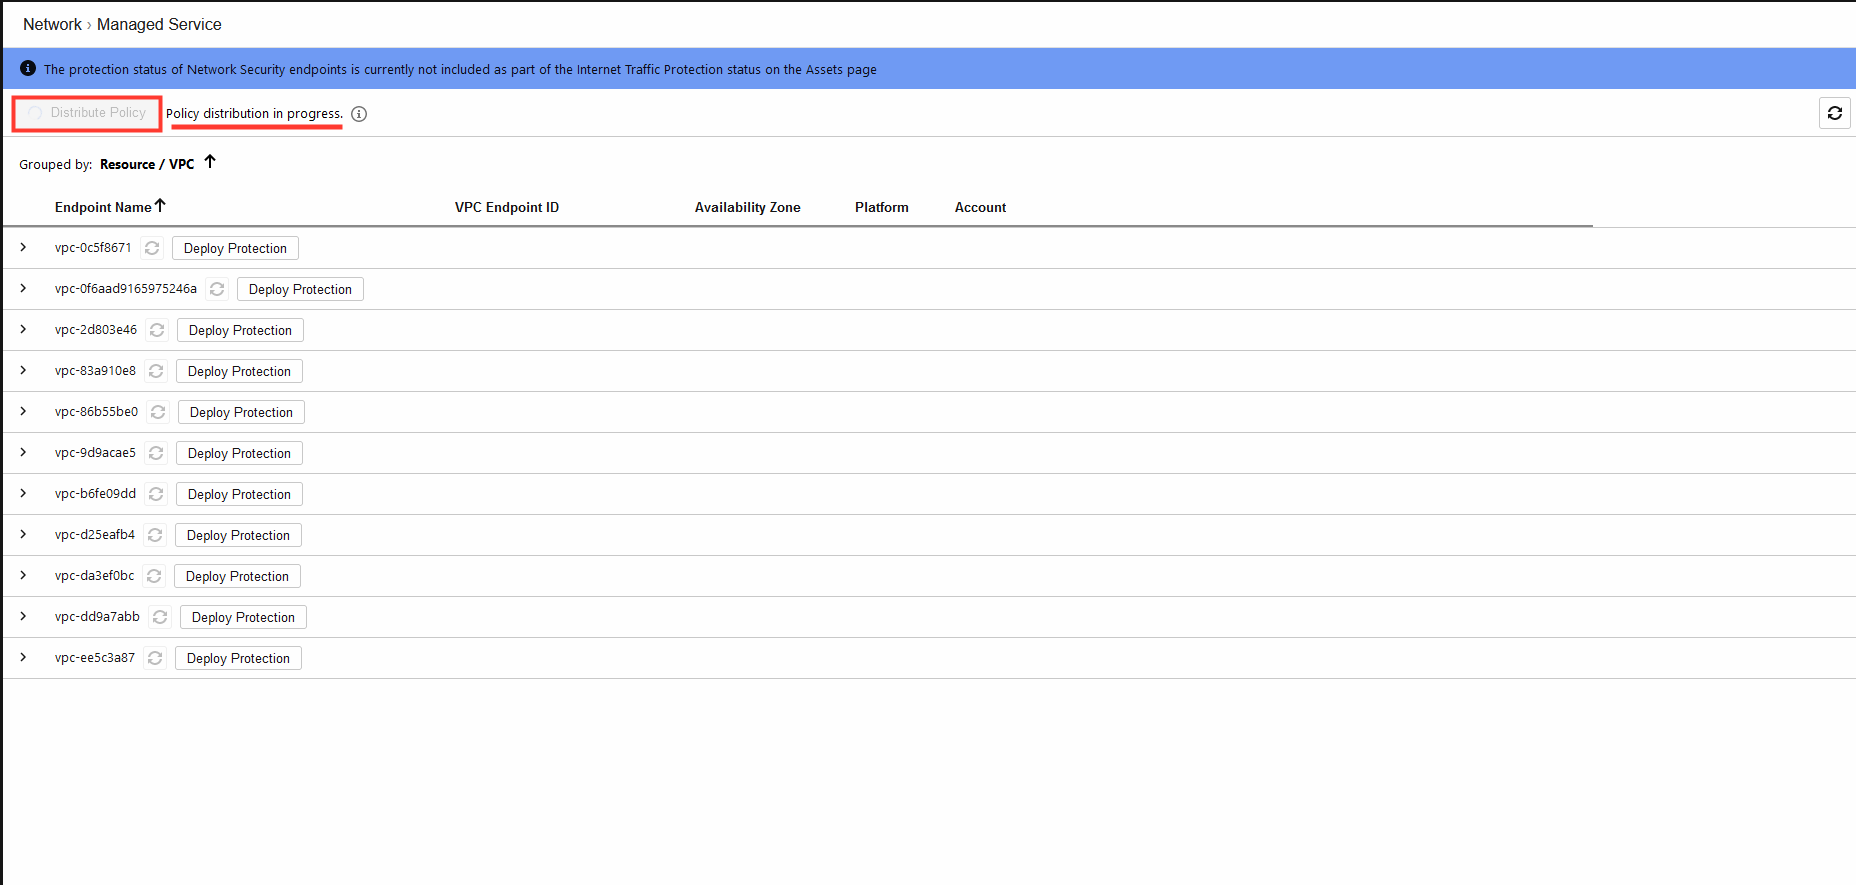 Network › Managed Service
The protection status of Network Security endpoints is currently not included as part of the Internet Traffic Protection status on the Assets page
Distribute Policy Policy distribution in progress.
Grouped by: Resource / VPC
Endpoint Name VPC Endpoint ID Availability Zone Platform Account
vpc-0c5f8671 Deploy Protection
vpc-0f6aad9165975246a Deploy Protection
vpc-2d803e46 Deploy Protection
vpc-83a910e8 Deploy Protection
vpc-86b55be0 Deploy Protection
vpc-9d9acae5 Deploy Protection
vpc-b6fe09dd Deploy Protection
vpc-d25eafb4 Deploy Protection
vpc-da3ef0bc Deploy Protection
vpc-dd9a7abb Deploy Protection
vpc-ee5c3a87 Deploy Protection